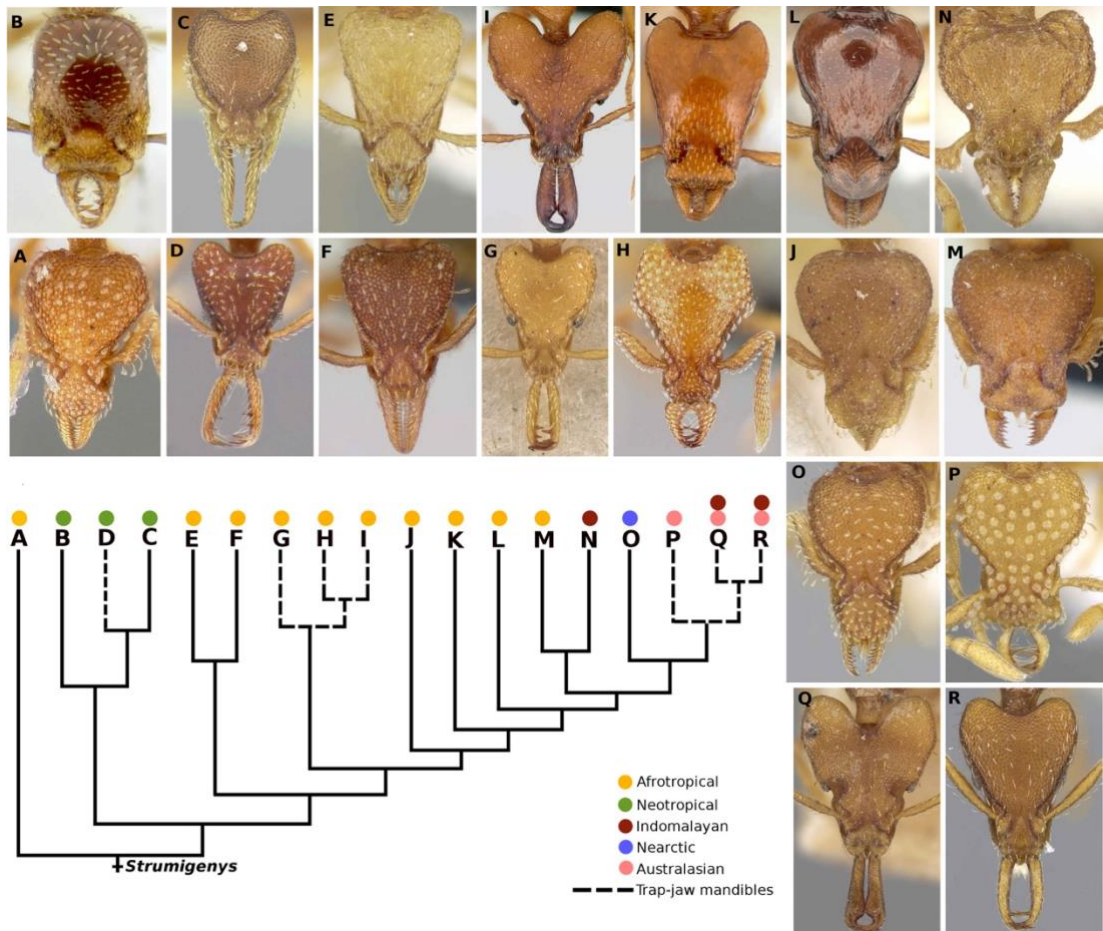 B C E I K L N
A D F G H J M
O P
A B D C E F G H I J K L M N O P Q R
Q R
Afrotropical
Neotropical
Indomalayan
Nearctic
Australasian
Trap-jaw mandibles
Strumigenys